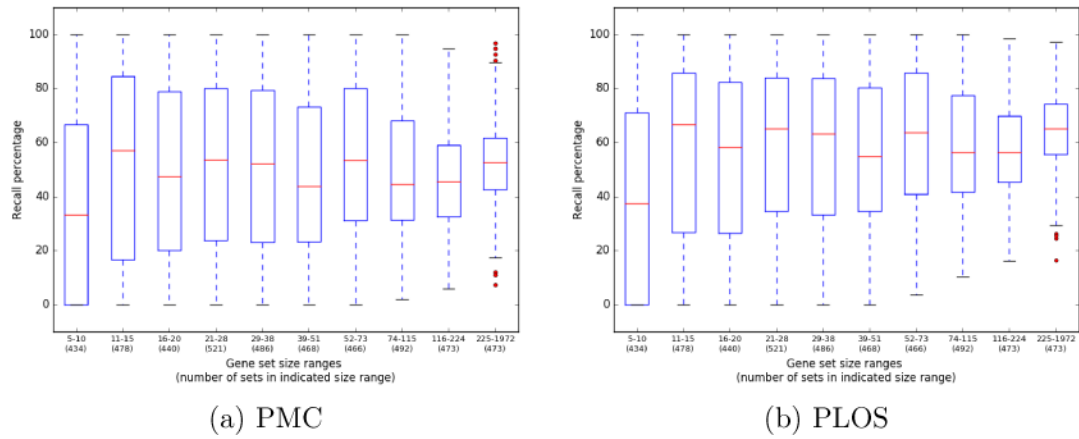 100
80
60
40
20
0
Recall percentage
5-10 11-15 16-20 21-28 29-38 39-51 52-73 74-115 116-224 225-1972
(434) (478) (440) (521) (486) (468) (466) (492) (473) (473)
Gene set size ranges
(number of sets in indicated size range)
(a) PMC
100
80
60
40
20
0
Recall percentage
5-10 11-15 16-20 21-28 29-38 39-51 52-73 74-115 116-224 225-1972
(434) (478) (440) (521) (486) (468) (466) (492) (473) (473)
Gene set size ranges
(number of sets in indicated size range)
(b) PLOS